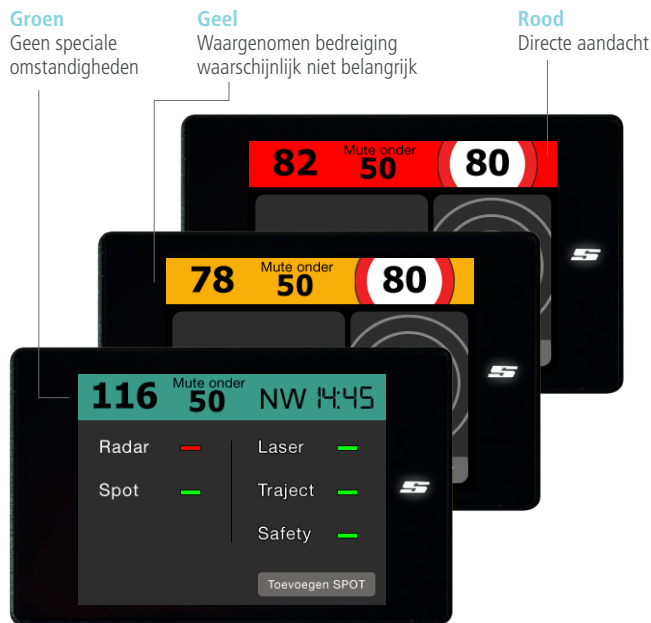 Groen
Geen speciale
omstandigheden
Geel
Waargenomen bedreiging
waarschijnlijk niet belangrijk
Rood
Directe aandacht
82 Mute onder 50 80
78 Mute onder 50 80
116 Mute onder 50 NW 14:45
Radar
Laser
Spot
Traject
Safety
Toevoegen SPOT